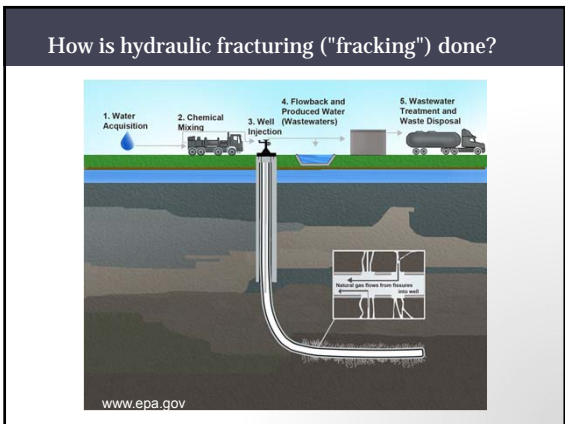 How is hydraulic fracturing ("fracking") done?
1. Water
Acquisition
2. Chemical
Mixing
3. Well
Injection
4. Flowback and
Produced Water
(Wastewaters)
5. Wastewater
Treatment and
Waste Disposal
Natural gas flows from fissures
into well
www.epa.gov